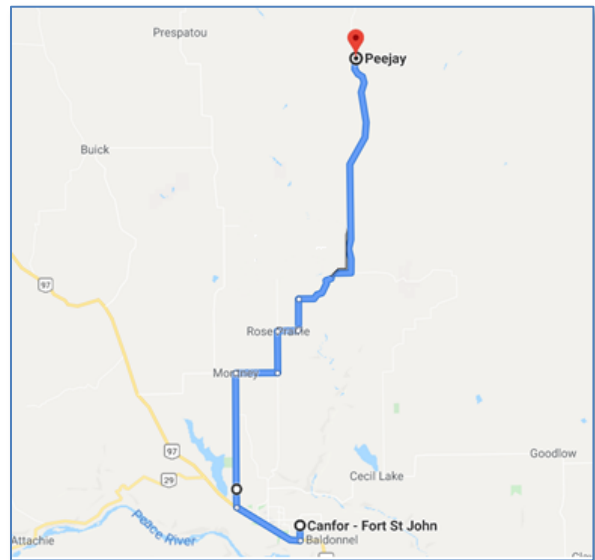 Prespatou
Peejay
Buick
97
Rose Prairie
Montney
97
Goodlow
29
Cecil Lake
Canfor - Fort St John
Attachie
Peace River
Baldonnel